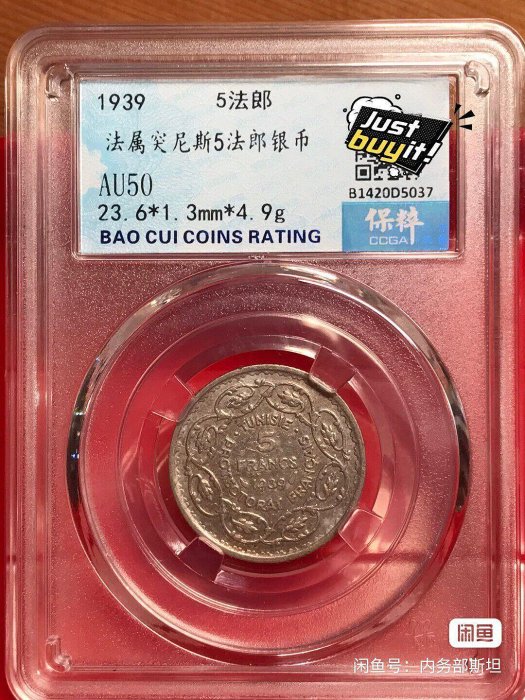 1939 5法郎
法属突尼斯5法郎银币
AU50
23.6*1.3mm*4.9g
BAO CUI COINS RATING
Just
buy it!
B1420D5037
保粹
CCGA
TUNISIE
5
FRANCS
1939
闲鱼
闲鱼号：内务部斯坦